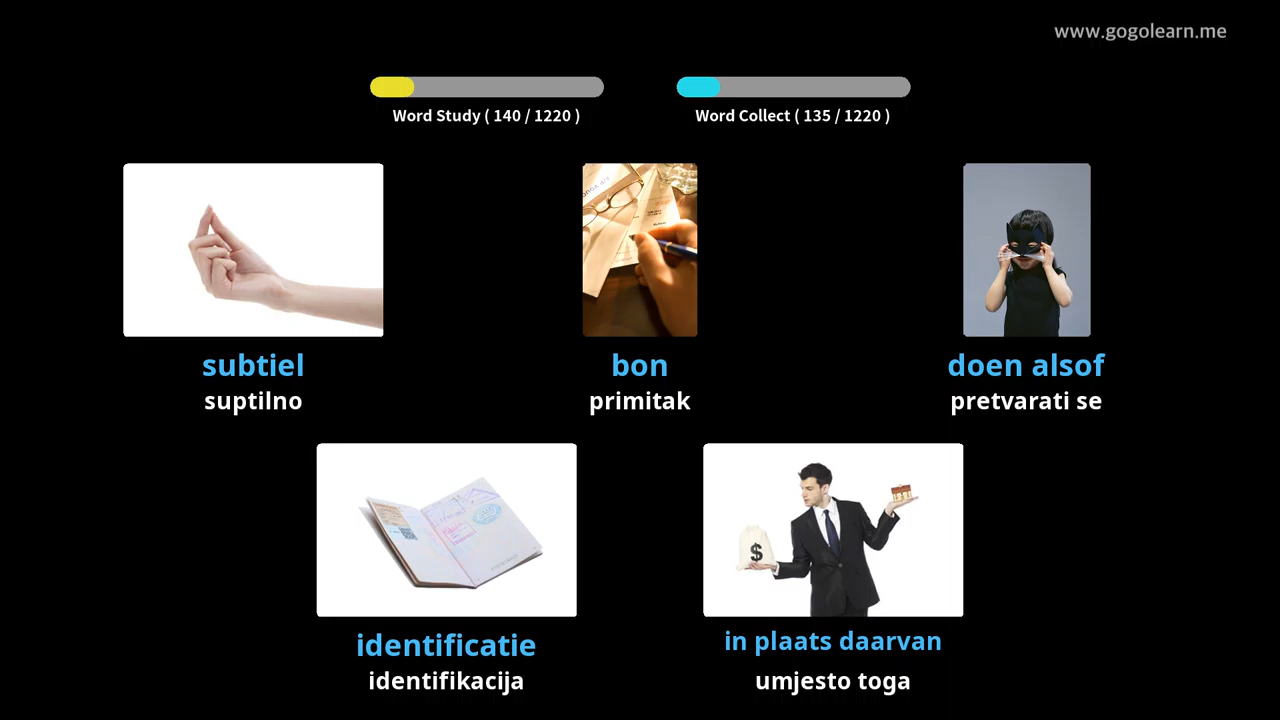 www.gogolearn.me
Word Study ( 140 / 1220 )
Word Collect ( 135 / 1220 )
subtiel
suptilno
bon
primitak
doen alsof
pretvarati se
identificatie
identifikacija
$
in plaats daarvan
umjesto toga